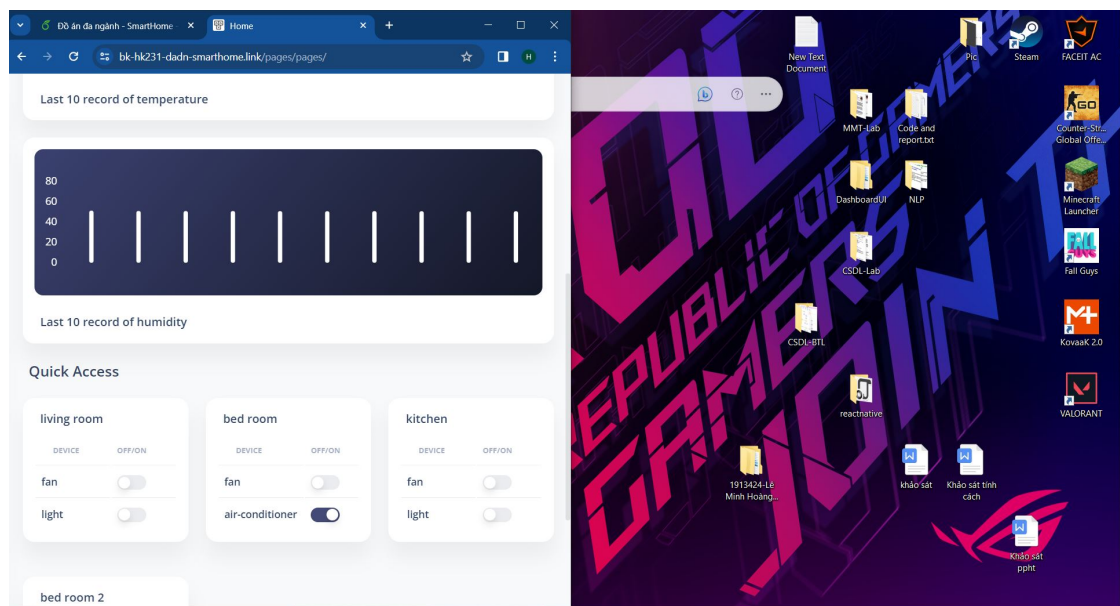 Đồ án đa ngành - SmartHome
Home
bk-hk231-dadn-smarthome.link/pages/pages/
H
Last 10 record of temperature
80
60
40
20
0
Last 10 record of humidity
Quick Access
living room
DEVICE OFF/ON
fan
light
bed room
DEVICE OFF/ON
fan
air-conditioner
kitchen
DEVICE OFF/ON
fan
light
bed room 2
New Text
Document
Pic
Steam
FACEIT AC
MMT-Lab
Code and
report.txt
GO
Counter-Str...
Global Offe...
DashboardUI
NLP
Minecraft
Launcher
CSDL-Lab
FALL
GUYS
Fall Guys
CSDL-BTL
KovaaK 2.0
reactnative
VALORANT
1913424-Lê
Minh Hoàng...
khảo sát
Khảo sát tính
cách
Khảo sát
ppht
REPUBLIC OF GAMERS
GAMERS
JOIN